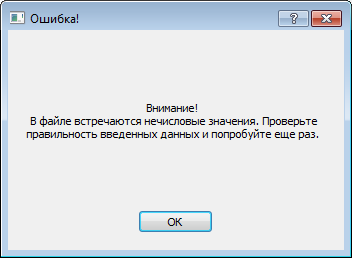 Ошибка!
Внимание!
В файле встречаются нечисловые значения. Проверьте
правильность введенных данных и попробуйте еще раз.
OK